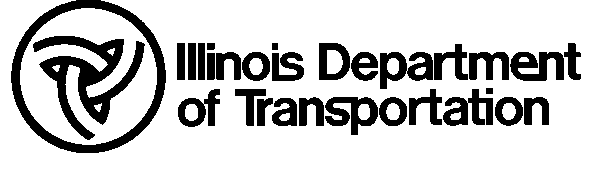 Illinois Department
of Transportation